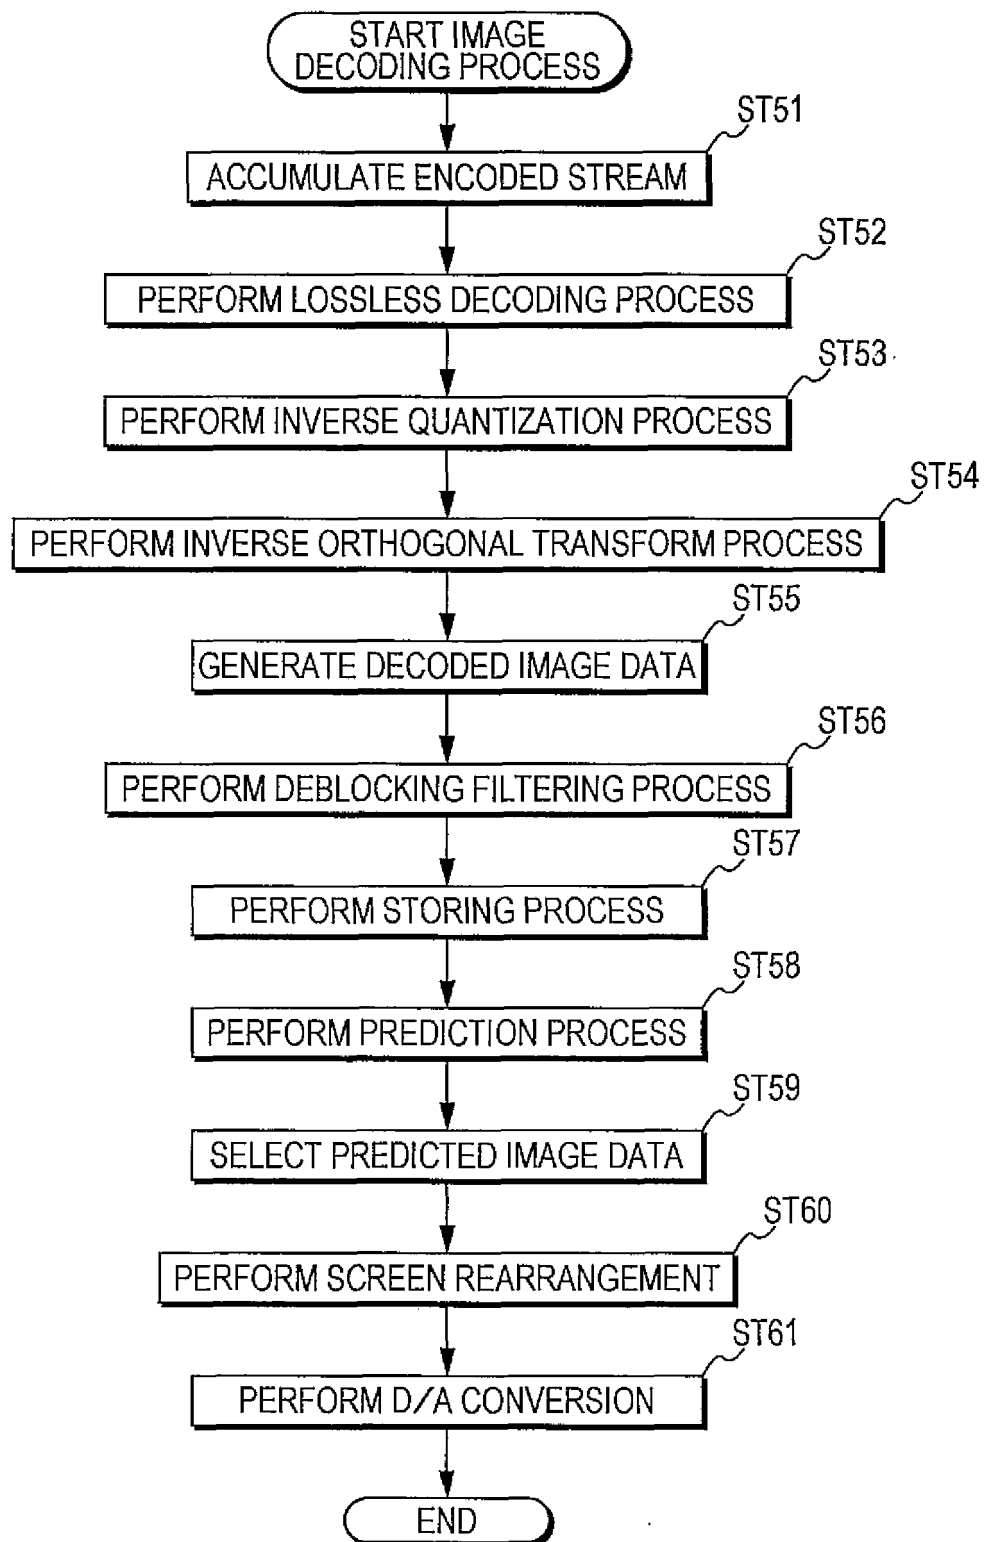 START IMAGE
DECODING PROCESS
ST51
ACCUMULATE ENCODED STREAM
ST52
PERFORM LOSSLESS DECODING PROCESS
ST53
PERFORM INVERSE QUANTIZATION PROCESS
ST54
PERFORM INVERSE ORTHOGONAL TRANSFORM PROCESS
ST55
GENERATE DECODED IMAGE DATA
ST56
PERFORM DEBLOCKING FILTERING PROCESS
ST57
PERFORM STORING PROCESS
ST58
PERFORM PREDICTION PROCESS
ST59
SELECT PREDICTED IMAGE DATA
ST60
PERFORM SCREEN REARRANGEMENT
ST61
PERFORM D/A CONVERSION
END